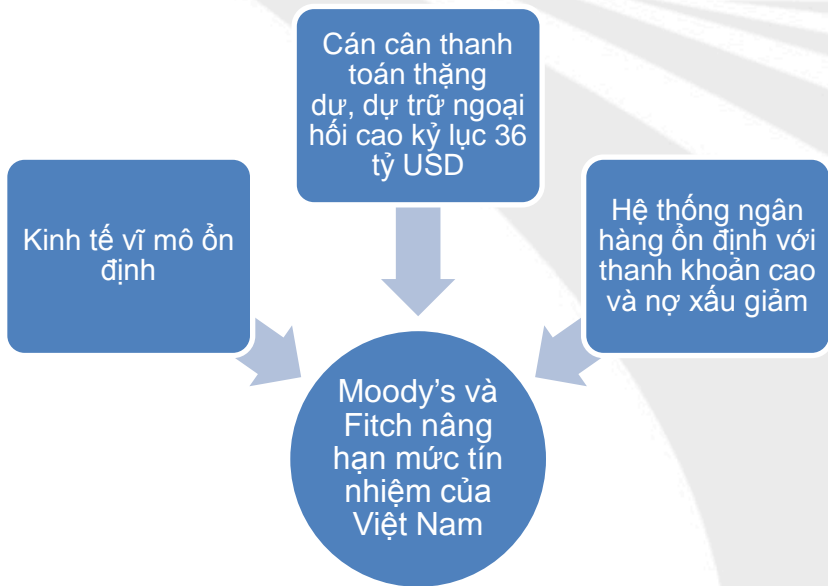 Cán cân thanh
toán thặng
dư, dự trữ ngoại
hối cao kỷ lục 36
tỷ USD
Kinh tế vĩ mô ổn
định
Hệ thống ngân
hàng ổn định với
thanh khoản cao
và nợ xấu giảm
Moody’s và
Fitch nâng
hạn mức tín
nhiệm của
Việt Nam